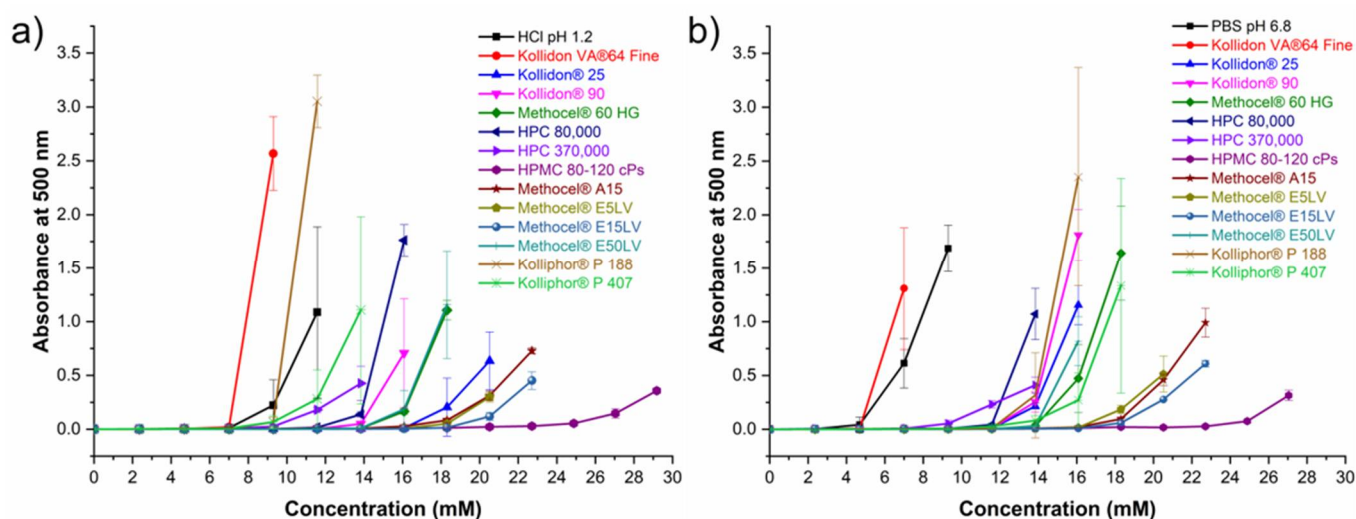 a)
Absorbance at 500 nm
3.5
3.0
2.5
2.0
1.5
1.0
0.5
0.0
0 2 4 6 8 10 12 14 16 18 20 22 24 26 28 30
Concentration (mM)
HCl pH 1.2
Kollidon VA®64 Fine
Kollidon® 25
Kollidon® 90
Methocel® 60 HG
HPC 80,000
HPC 370,000
HPMC 80-120 cPs
Methocel® A15
Methocel® E5LV
Methocel® E15LV
Methocel® E50LV
Kolliphor® P 188
Kolliphor® P 407
b)
Absorbance at 500 nm
3.5
3.0
2.5
2.0
1.5
1.0
0.5
0.0
0 2 4 6 8 10 12 14 16 18 20 22 24 26 28 30
Concentration (mM)
PBS pH 6.8
Kollidon VA®64 Fine
Kollidon® 25
Kollidon® 90
Methocel® 60 HG
HPC 80,000
HPC 370,000
HPMC 80-120 cPs
Methocel® A15
Methocel® E5LV
Methocel® E15LV
Methocel® E50LV
Kolliphor® P 188
Kolliphor® P 407